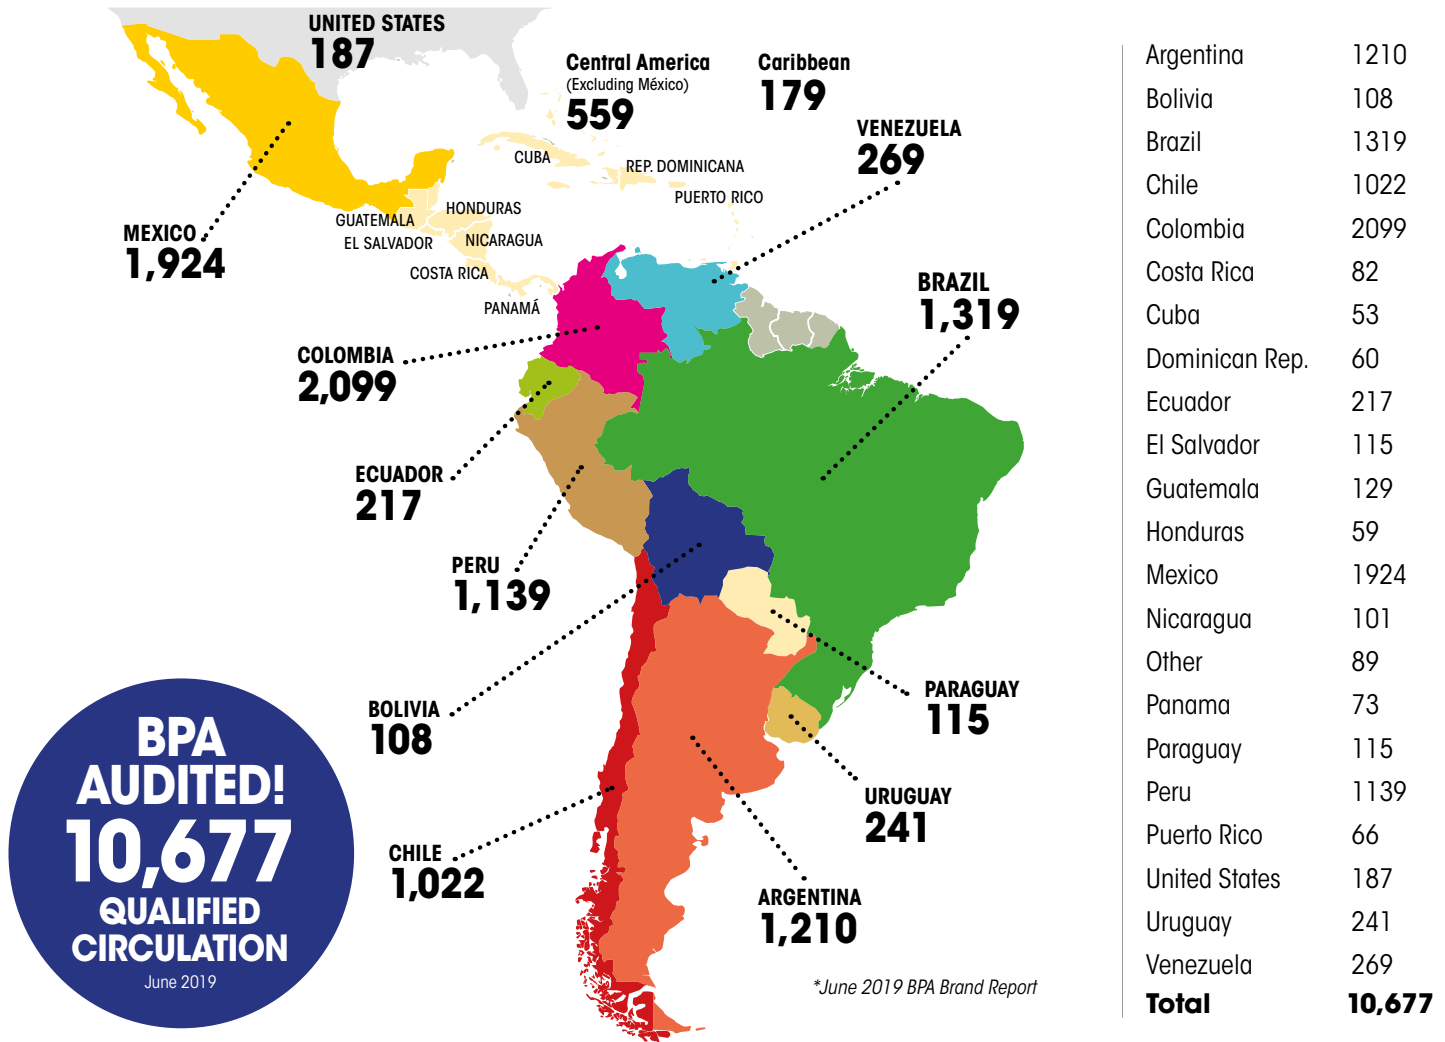 UNITED STATES
187
Central America
(Excluding México)
559
Caribbean
179
VENEZUELA
269
CUBA
REP. DOMINICANA
PUERTO RICO
GUATEMALA
HONDURAS
EL SALVADOR
NICARAGUA
COSTA RICA
PANAMÁ
MEXICO
1,924
BRAZIL
1,319
COLOMBIA
2,099
ECUADOR
217
PERU
1,139
BOLIVIA
108
PARAGUAY
115
URUGUAY
241
CHILE
1,022
ARGENTINA
1,210
BPA
AUDITED!
10,677
QUALIFIED
CIRCULATION
June 2019
*June 2019 BPA Brand Report
Argentina 1210
Bolivia 108
Brazil 1319
Chile 1022
Colombia 2099
Costa Rica 82
Cuba 53
Dominican Rep. 60
Ecuador 217
El Salvador 115
Guatemala 129
Honduras 59
Mexico 1924
Nicaragua 101
Other 89
Panama 73
Paraguay 115
Peru 1139
Puerto Rico 66
United States 187
Uruguay 241
Venezuela 269
Total 10,677